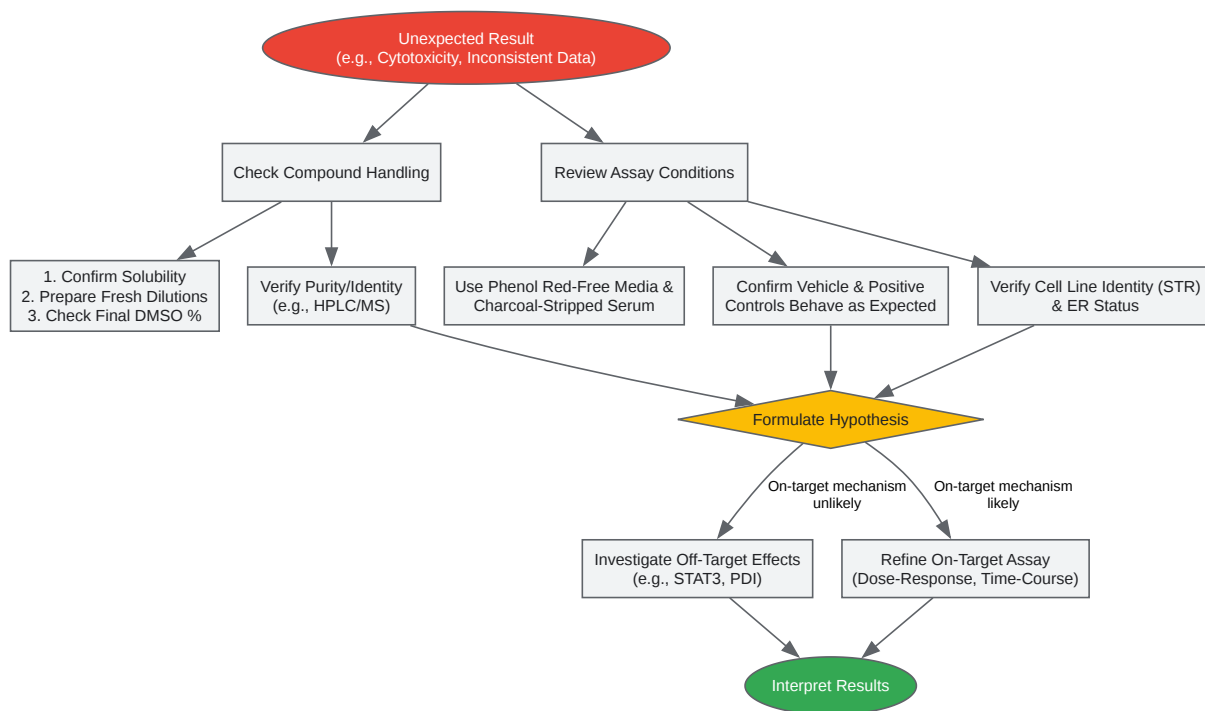 Unexpected Result
(e.g., Cytotoxicity, Inconsistent Data)
Check Compound Handling
Review Assay Conditions
1. Confirm Solubility
2. Prepare Fresh Dilutions
3. Check Final DMSO %
Verify Purity/Identity
(e.g., HPLC/MS)
Use Phenol Red-Free Media &
Charcoal-Stripped Serum
Confirm Vehicle & Positive
Controls Behave as Expected
Verify Cell Line Identity (STR)
& ER Status
Formulate Hypothesis
On-target mechanism
unlikely
On-target mechanism
likely
Investigate Off-Target Effects
(e.g., STAT3, PDI)
Refine On-Target Assay
(Dose-Response, Time-Course)
Interpret Results